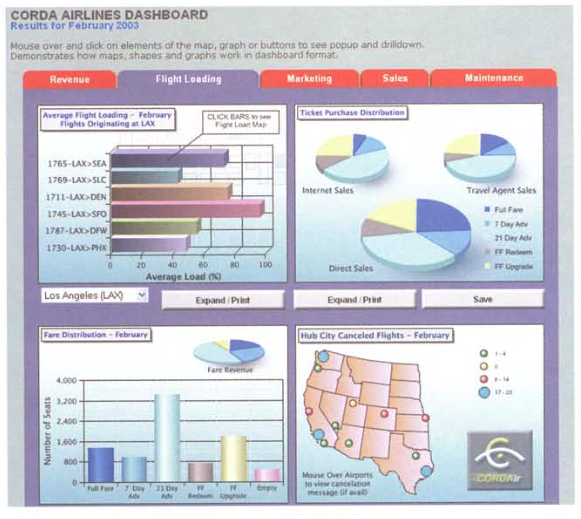 CORDA AIRLINES DASHBOARD
Results for February 2003
Mouse over and click on elements of the map, graph or buttons to see popup and drilldown.
Demonstrates how maps, shapes and graphs work in dashboard format.
Revenue
Flight Loading
Marketing
Sales
Maintenance
Average Flight Loading - February
Flights Originating at LAX
CLICK BARS to see
Flight Load Map
1765-LAX>SEA
1769-LAX>SLC
1711-LAX>DEN
1745-LAX>SFO
1787-LAX>DFW
1730-LAX>PHX
0 20 40 60 80 100
Average Load (%)
Ticket Purchase Distribution
Internet Sales
Travel Agent Sales
Direct Sales
Full Fare
7 Day Adv
21 Day Adv
FF Redeem
FF Upgrade
Los Angeles (LAX)
Expand/Print
Expand/Print
Save
Fare Distribution - February
Fare Revenue
Number of Seats
4,000
3,200
2,400
1,600
800
0
Full Fare
7 Day Adv
21 Day Adv
FF Redeem
FF Upgrade
Empty
Hub City Canceled Flights - February
1 - 4
5
8 - 14
17 - 23
Mouse Over Airports
to view cancelation
message (if avail)
CORDAir